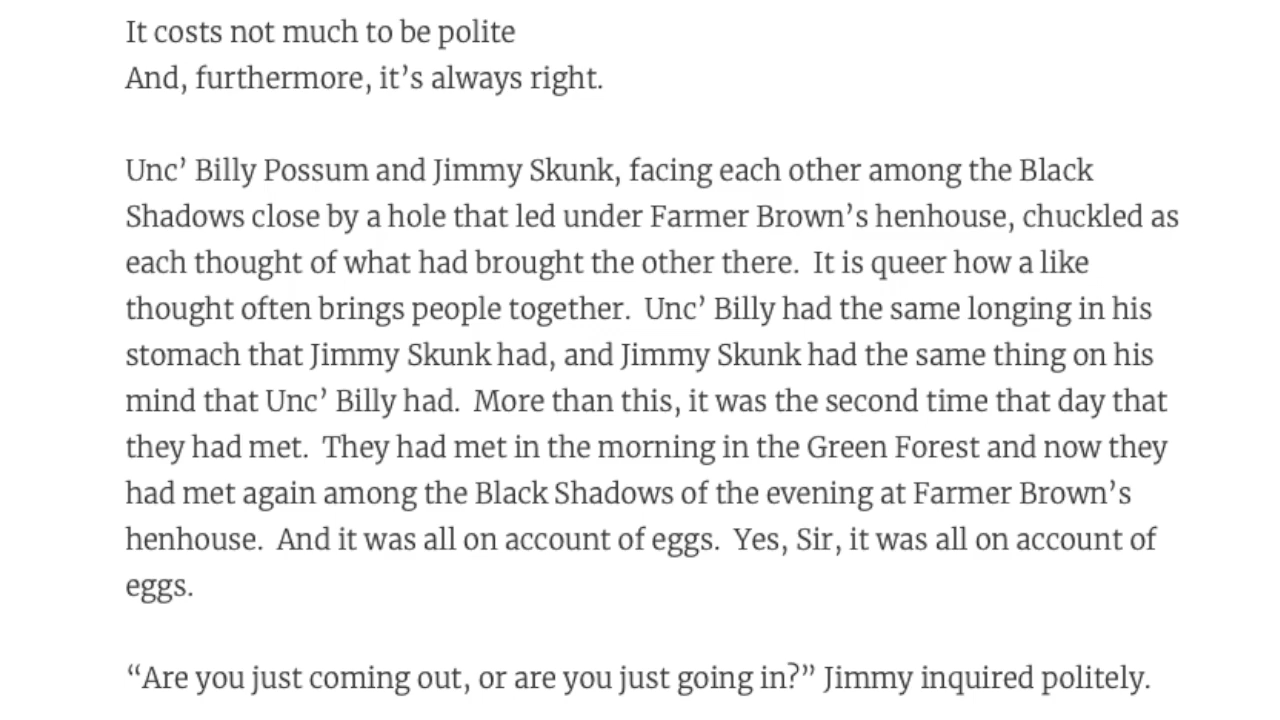 It costs not much to be polite
And, furthermore, it’s always right.
Unc’ Billy Possum and Jimmy Skunk, facing each other among the Black
Shadows close by a hole that led under Farmer Brown’s henhouse, chuckled as
each thought of what had brought the other there.  It is queer how a like
thought often brings people together.  Unc’ Billy had the same longing in his
stomach that Jimmy Skunk had, and Jimmy Skunk had the same thing on his
mind that Unc’ Billy had.  More than this, it was the second time that day that
they had met.  They had met in the morning in the Green Forest and now they
had met again among the Black Shadows of the evening at Farmer Brown’s
henhouse.  And it was all on account of eggs.  Yes, Sir, it was all on account of
eggs.
“Are you just coming out, or are you just going in?” Jimmy inquired politely.